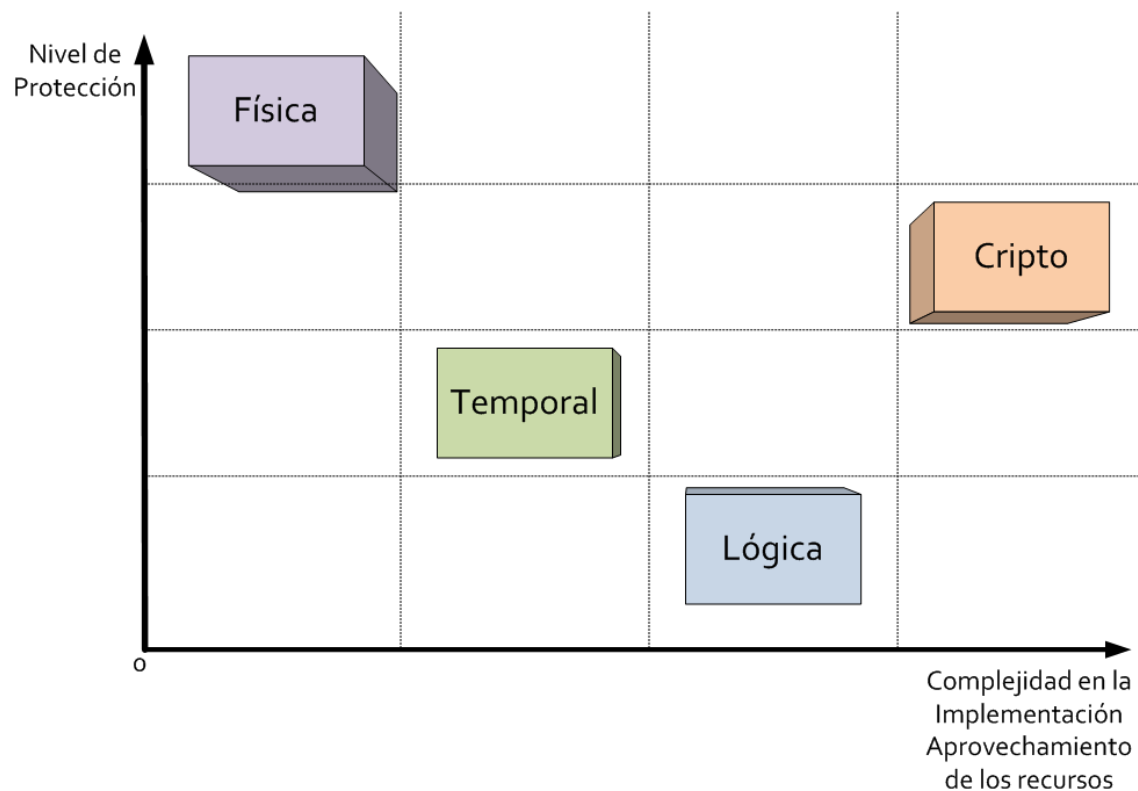 Nivel de
Protección
Física
Cripto
Temporal
Lógica
0
Complejidad en la
Implementación
Aprovechamiento
de los recursos